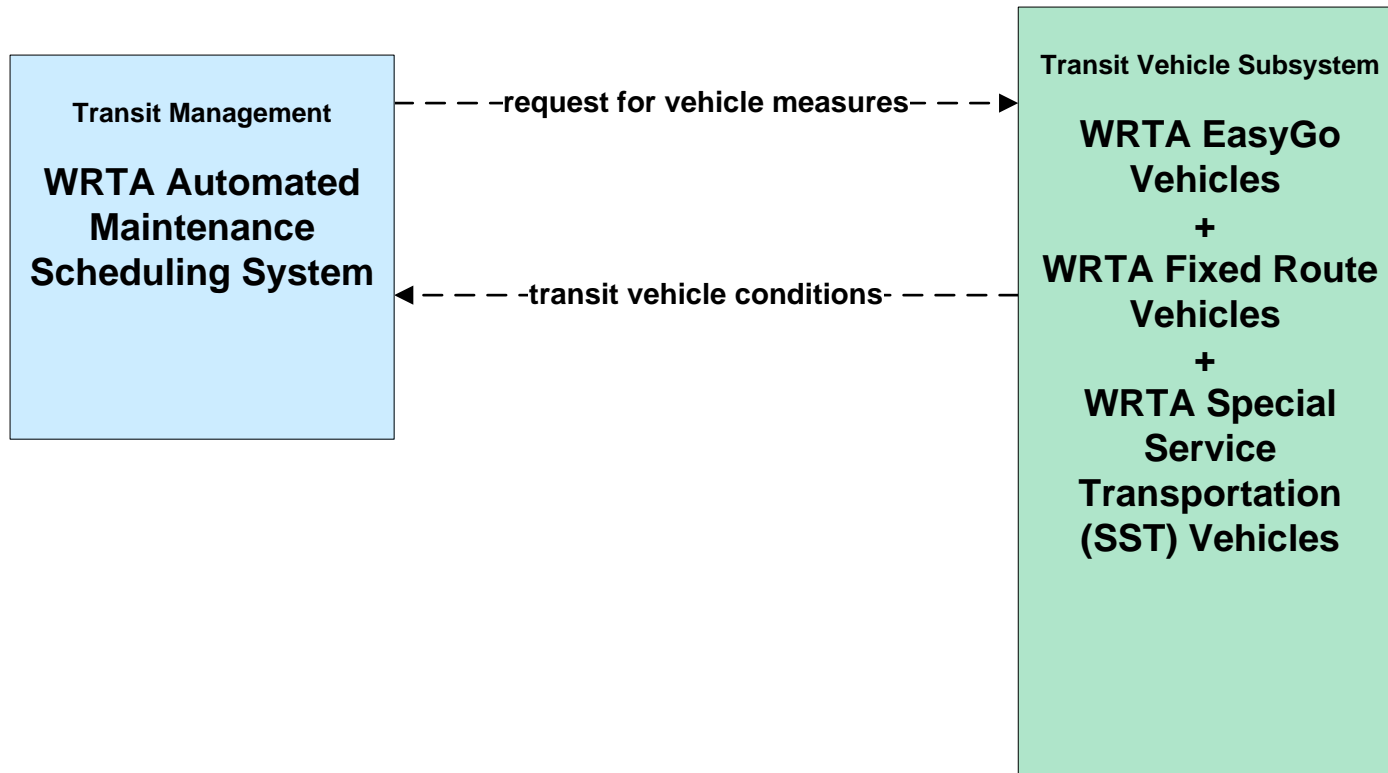 Transit Management
WRTA Automated
Maintenance
Scheduling System
request for vehicle measures
transit vehicle conditions
Transit Vehicle Subsystem
WRTA EasyGo
Vehicles
+
WRTA Fixed Route
Vehicles
+
WRTA Special
Service
Transportation
(SST) Vehicles